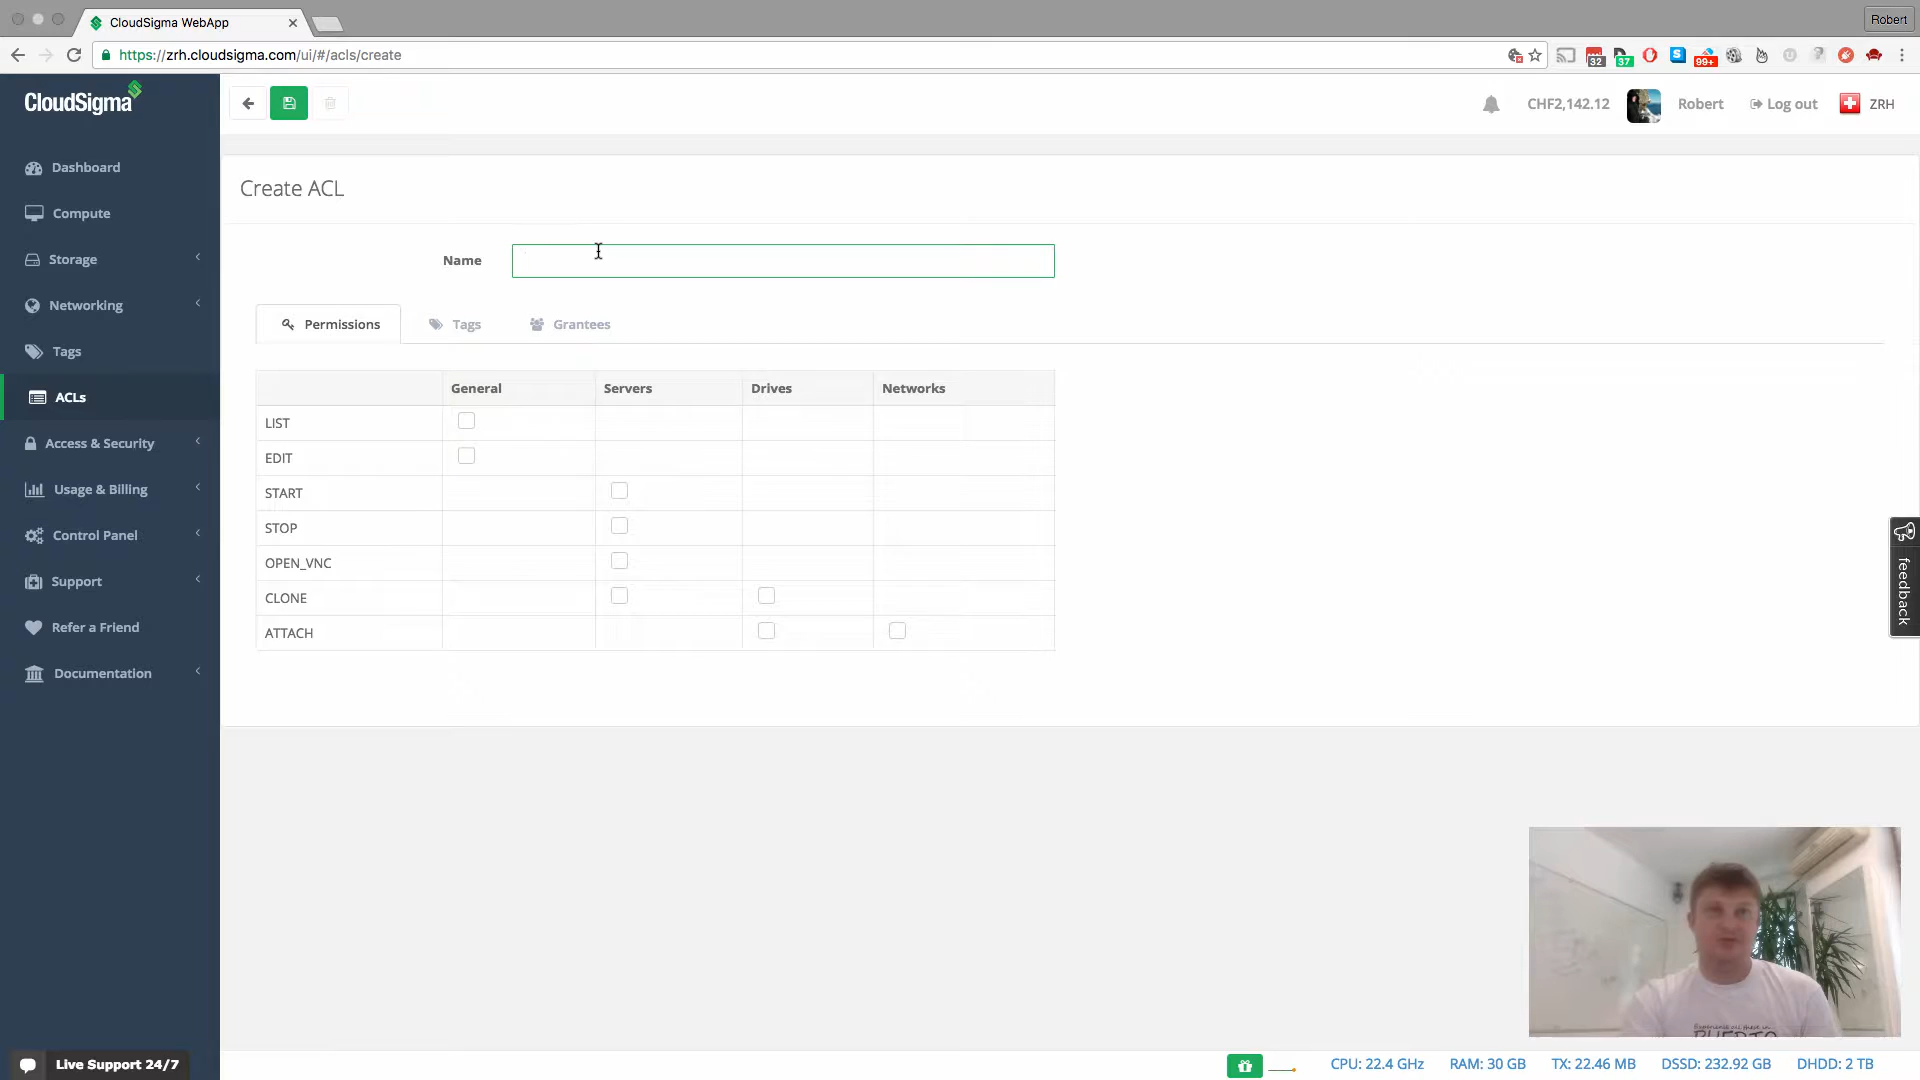 CloudSigma WebApp
Robert
https://zrh.cloudsigma.com/ui/#/acls/create
32
37
99+
CloudSigma
CHF2,142.12
Robert
Log out
ZRH
Dashboard
Compute
Storage
Networking
Tags
ACLs
Access & Security
Usage & Billing
Control Panel
Support
Refer a Friend
Documentation
Live Support 24/7
Create ACL
Name
Permissions
Tags
Grantees
General
Servers
Drives
Networks
LIST
EDIT
START
STOP
OPEN_VNC
CLONE
ATTACH
feedback
CPU: 22.4 GHz
RAM: 30 GB
TX: 22.46 MB
DSSD: 232.92 GB
DHDD: 2 TB